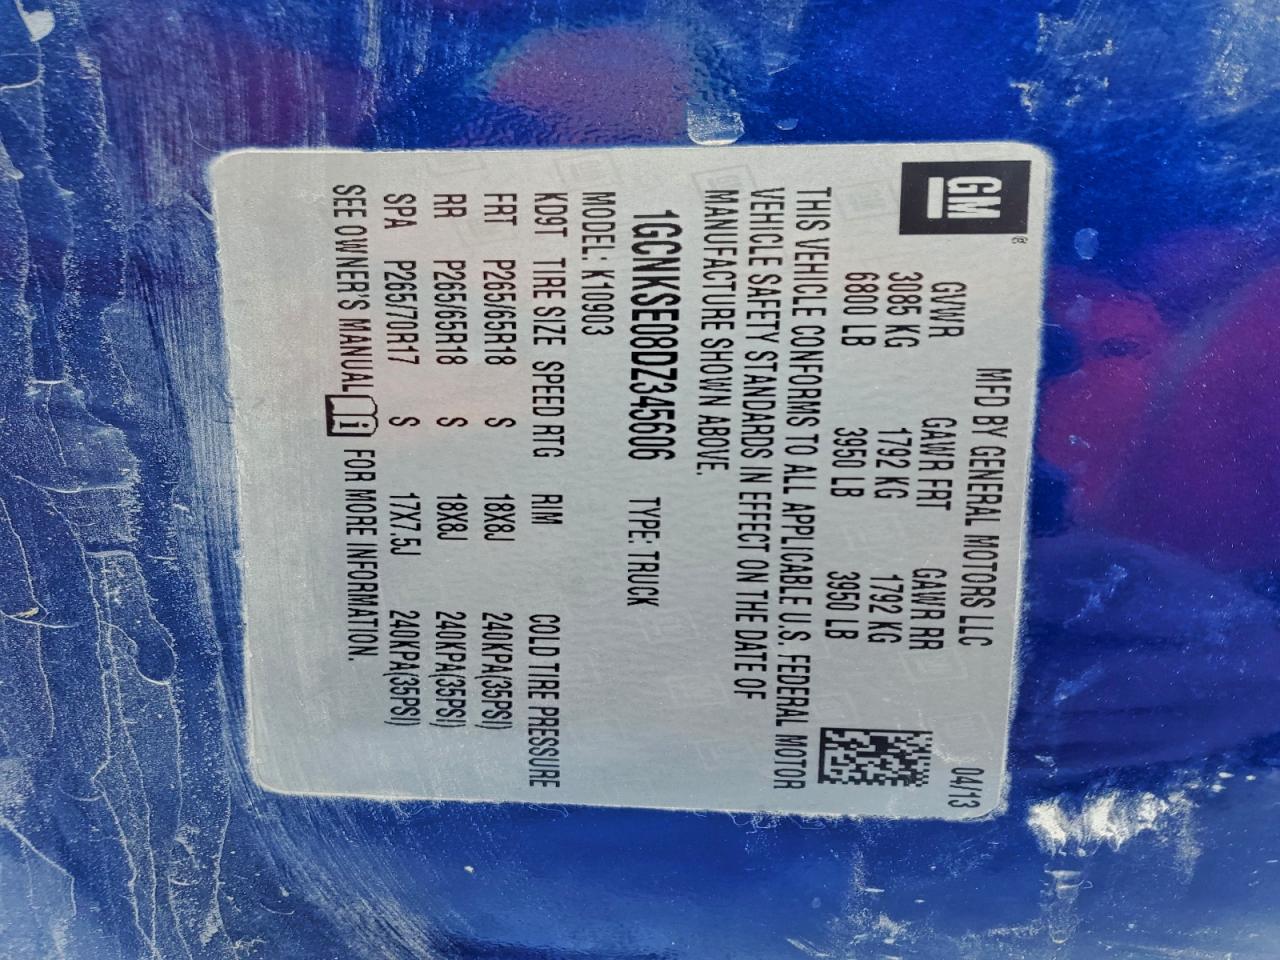 GM®
MFD BY GENERAL MOTORS LLC 04/13
GVWR GAWR FRT GAWR RR
3085 KG 1792 KG 1792 KG
6800 LB 3950 LB 3950 LB
THIS VEHICLE CONFORMS TO ALL APPLICABLE U.S. FEDERAL MOTOR
VEHICLE SAFETY STANDARDS IN EFFECT ON THE DATE OF
MANUFACTURE SHOWN ABOVE.
1GCNKSE08DZ345606 TYPE: TRUCK
MODEL: K10903
KD9T TIRE SIZE SPEED RTG RIM COLD TIRE PRESSURE
FRT P265/65R18 S 18X8J 240KPA(35PSI)
RR P265/65R18 S 18X8J 240KPA(35PSI)
SPA P265/70R17 S 17X7.5J 240KPA(35PSI)
SEE OWNER'S MANUAL i FOR MORE INFORMATION.